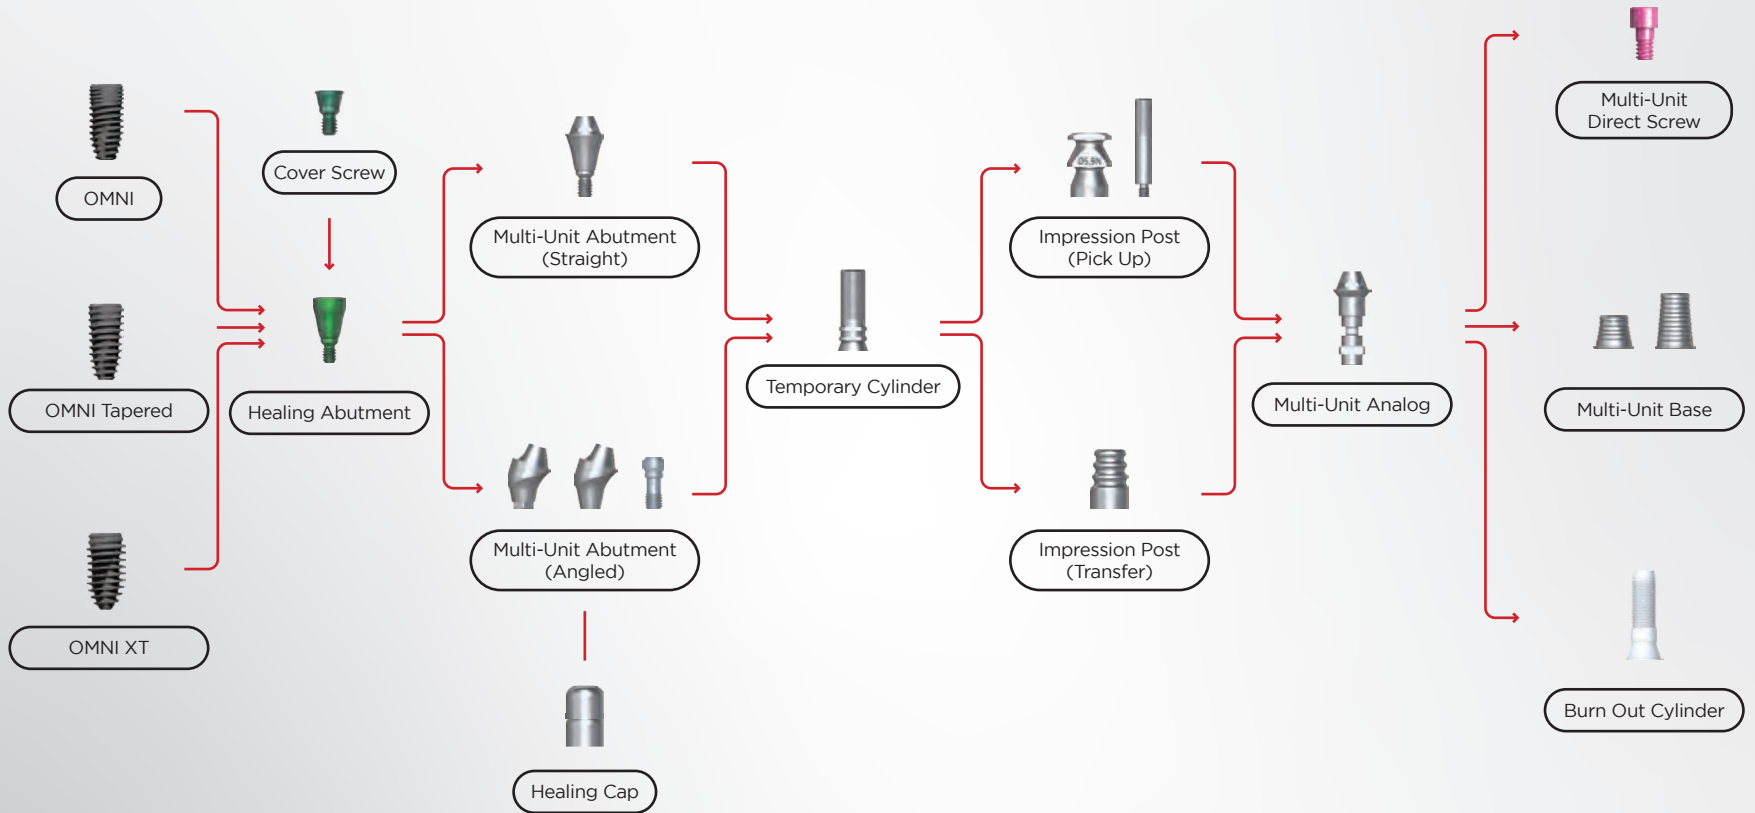 OMNI
OMNI Tapered
OMNI XT
Cover Screw
Healing Abutment
Multi-Unit Abutment
(Straight)
Multi-Unit Abutment
(Angled)
Healing Cap
Temporary Cylinder
Ø5.9N
Impression Post
(Pick Up)
Impression Post
(Transfer)
Multi-Unit Analog
Multi-Unit
Direct Screw
Multi-Unit Base
Burn Out Cylinder